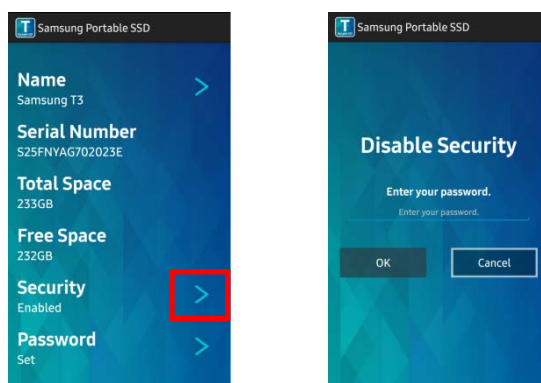 T Samsung Portable SSD
Name
Samsung T3
Serial Number
S25FNYAG702023E
Total Space
233GB
Free Space
232GB
Security
Enabled
Password
Set
T Samsung Portable SSD
Disable Security
Enter your password.
Enter your password.
OK Cancel